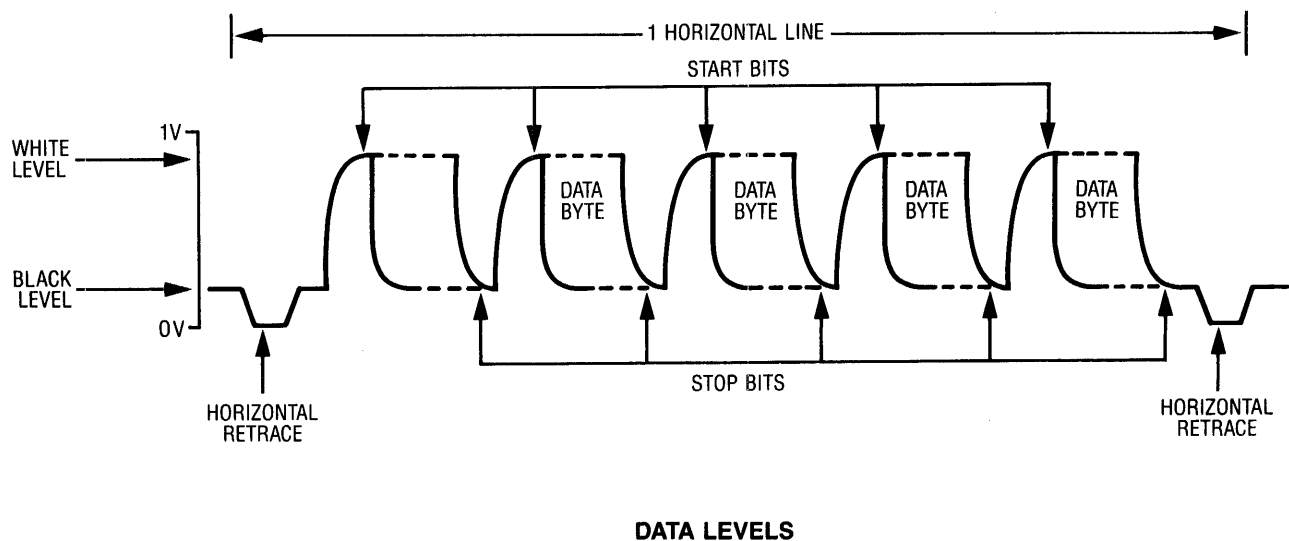 1 HORIZONTAL LINE
START BITS
1V
WHITE
LEVEL
DATA
BYTE
DATA
BYTE
DATA
BYTE
DATA
BYTE
BLACK
LEVEL
0V
STOP BITS
HORIZONTAL
RETRACE
HORIZONTAL
RETRACE
DATA LEVELS